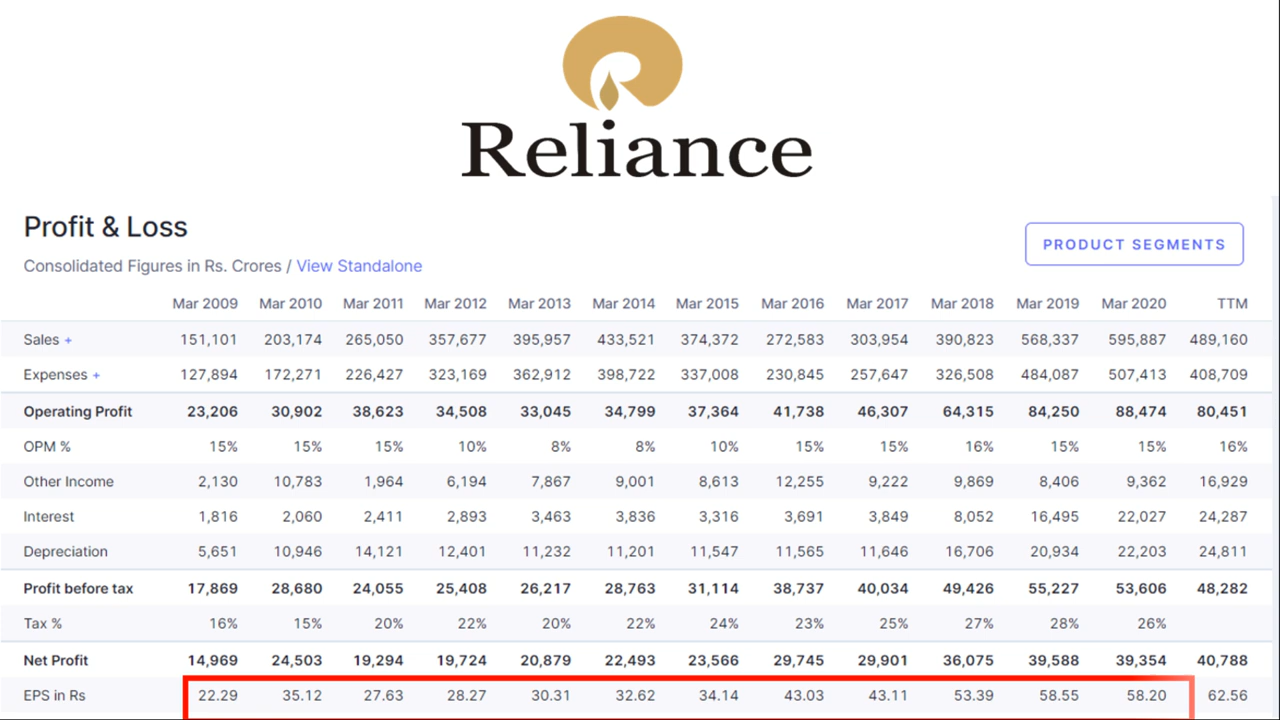 Reliance
Profit & Loss
PRODUCT SEGMENTS
Consolidated Figures in Rs. Crores / View Standalone
Mar 2009 Mar 2010 Mar 2011 Mar 2012 Mar 2013 Mar 2014 Mar 2015 Mar 2016 Mar 2017 Mar 2018 Mar 2019 Mar 2020 TTM
Sales + 151,101 203,174 265,050 357,677 395,957 433,521 374,372 272,583 303,954 390,823 568,337 595,887 489,160
Expenses + 127,894 172,271 226,427 323,169 362,912 398,722 337,008 230,845 257,647 326,508 484,087 507,413 408,709
Operating Profit 23,206 30,902 38,623 34,508 33,045 34,799 37,364 41,738 46,307 64,315 84,250 88,474 80,451
OPM % 15% 15% 15% 10% 8% 8% 10% 15% 15% 16% 15% 15% 16%
Other Income 2,130 10,783 1,964 6,194 7,867 9,001 8,613 12,255 9,222 9,869 8,406 9,362 16,929
Interest 1,816 2,060 2,411 2,893 3,463 3,836 3,316 3,691 3,849 8,052 16,495 22,027 24,287
Depreciation 5,651 10,946 14,121 12,401 11,232 11,201 11,547 11,565 11,646 16,706 20,934 22,203 24,811
Profit before tax 17,869 28,680 24,055 25,408 26,217 28,763 31,114 38,737 40,034 49,426 55,227 53,606 48,282
Tax % 16% 15% 20% 22% 20% 22% 24% 23% 25% 27% 28% 26%
Net Profit 14,969 24,503 19,294 19,724 20,879 22,493 23,566 29,745 29,901 36,075 39,588 39,354 40,788
EPS in Rs 22.29 35.12 27.63 28.27 30.31 32.62 34.14 43.03 43.11 53.39 58.55 58.20 62.56